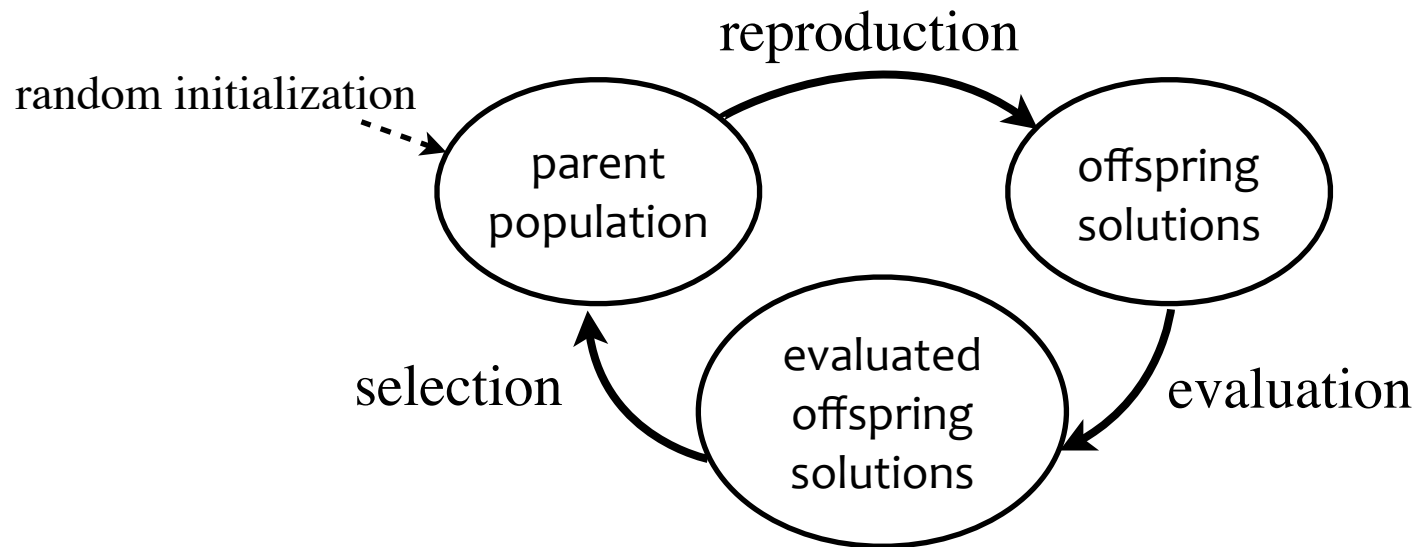 reproduction
random initialization
parent
population
offspring
solutions
evaluated
offspring
solutions
selection
evaluation